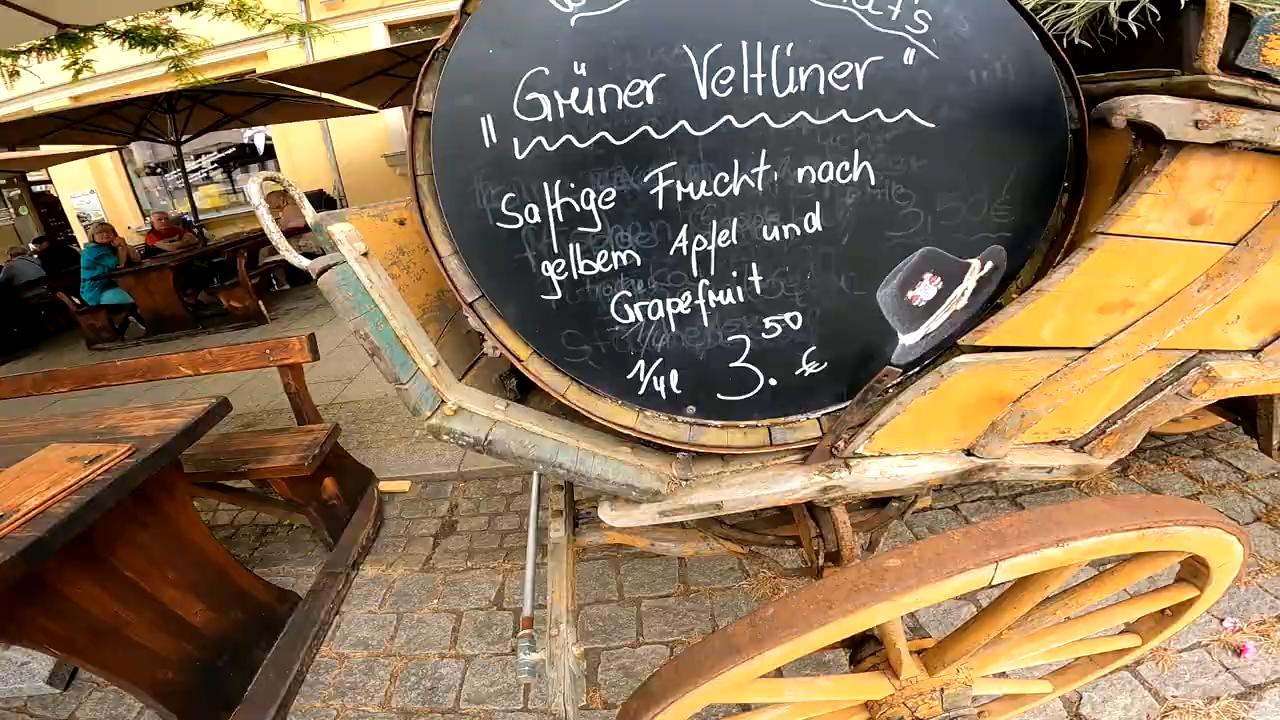 "Grüner Veltliner"
Saftige Frucht nach
gelbem Apfel und
Grapefruit
1/4l 3.50 €